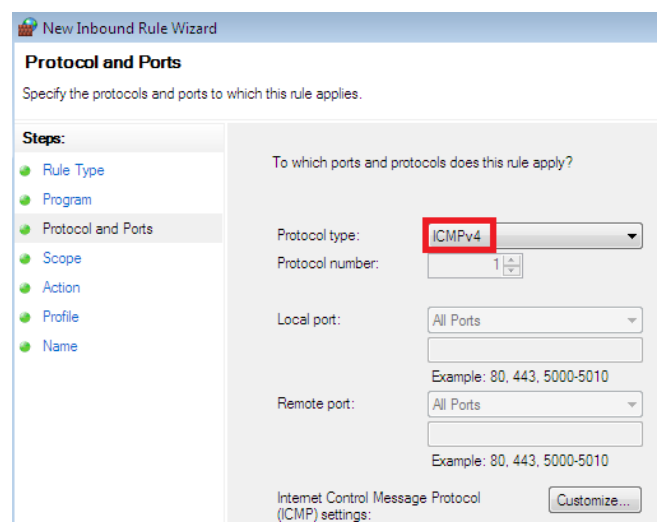 New Inbound Rule Wizard
Protocol and Ports
Specify the protocols and ports to which this rule applies.
Steps:
Rule Type
Program
Protocol and Ports
Scope
Action
Profile
Name
To which ports and protocols does this rule apply?
Protocol type: ICMPv4
Protocol number: 1
Local port: All Ports
Example: 80, 443, 5000-5010
Remote port: All Ports
Example: 80, 443, 5000-5010
Internet Control Message Protocol
(ICMP) settings:
Customize...